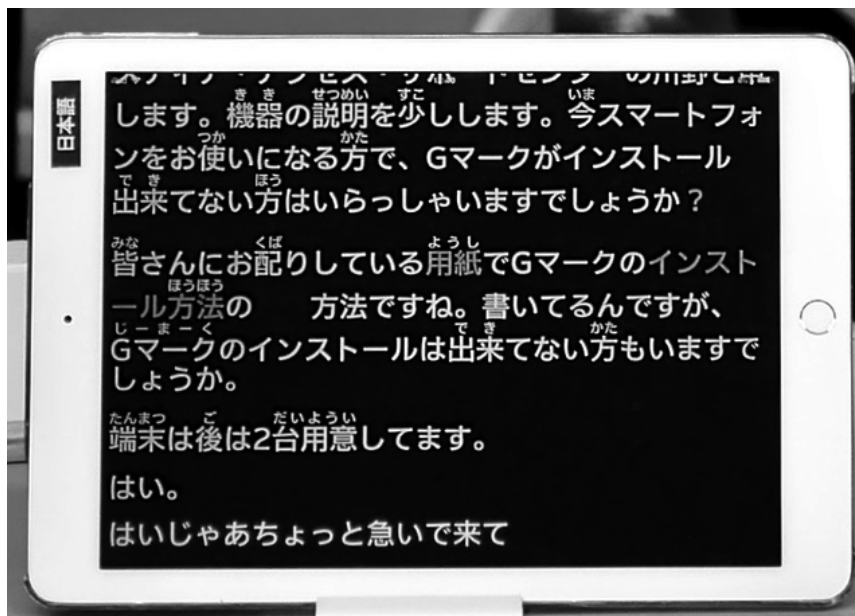 日本語
します。機器の説明を少しします。今スマートフォ
ンをお使いになる方で、Gマークがインストール
出来てない方はいらっしゃいますでしょうか?
皆さんにお配りしている用紙でGマークのインスト
ール方法の　　方法ですね。書いてるんですが、
Gマークのインストールは出来てない方もいますで
しょうか。
端末は後は2台用意してます。
はい。
はいじゃあちょっと急いで来て